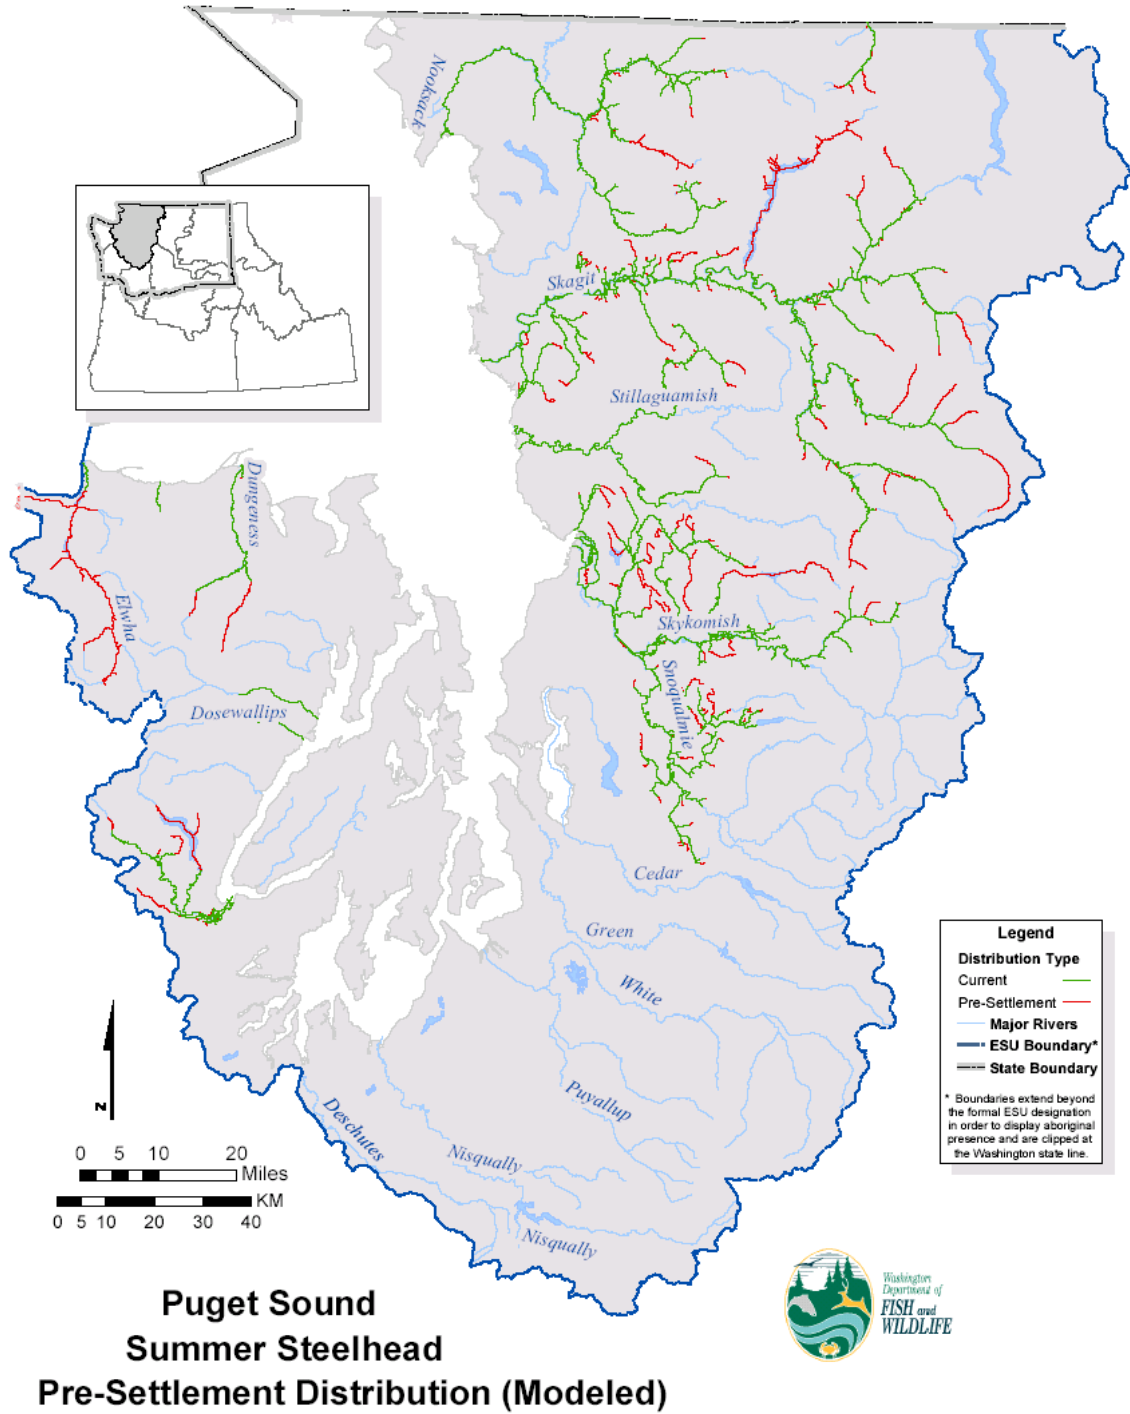 Nooksack
Skagit
Stillaguamish
Dungeness
Elwha
Skykomish
Snoqualmie
Dosewallips
Cedar
Green
White
Puyallup
Deschutes
Nisqually
Nisqually
Legend
Distribution Type
Current
Pre-Settlement
Major Rivers
ESU Boundary*
State Boundary
* Boundaries extend beyond
the formal ESU designation
in order to display aboriginal
presence and are clipped at
the Washington state line.
N
0 5 10 20
Miles
KM
0 5 10 20 30 40
Puget Sound
Summer Steelhead
Pre-Settlement Distribution (Modeled)
Washington
Department of
FISH and
WILDLIFE